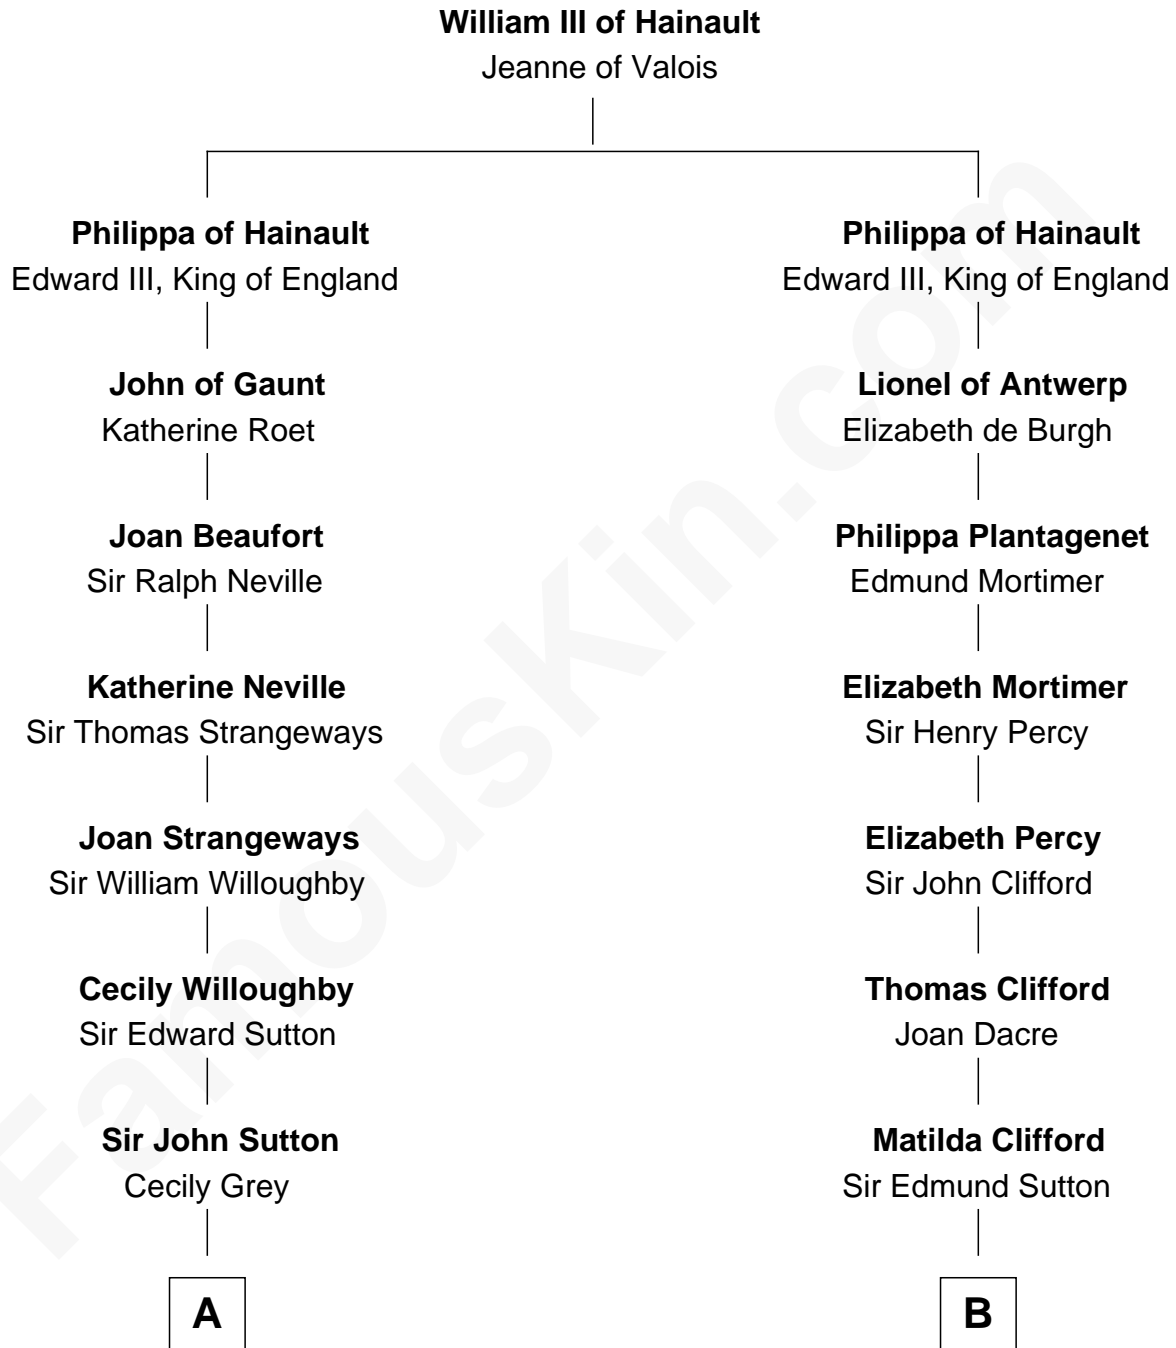 William III of Hainault
Jeanne of Valois
Philippa of Hainault
Edward III, King of England
John of Gaunt
Katherine Roet
Joan Beaufort
Sir Ralph Neville
Katherine Neville
Sir Thomas Strangeways
Joan Strangeways
Sir William Willoughby
Cecily Willoughby
Sir Edward Sutton
Sir John Sutton
Cecily Grey
A
Philippa of Hainault
Edward III, King of England
Lionel of Antwerp
Elizabeth de Burgh
Philippa Plantagenet
Edmund Mortimer
Elizabeth Mortimer
Sir Henry Percy
Elizabeth Percy
Sir John Clifford
Thomas Clifford
Joan Dacre
Matilda Clifford
Sir Edmund Sutton
B
FamousKin.com